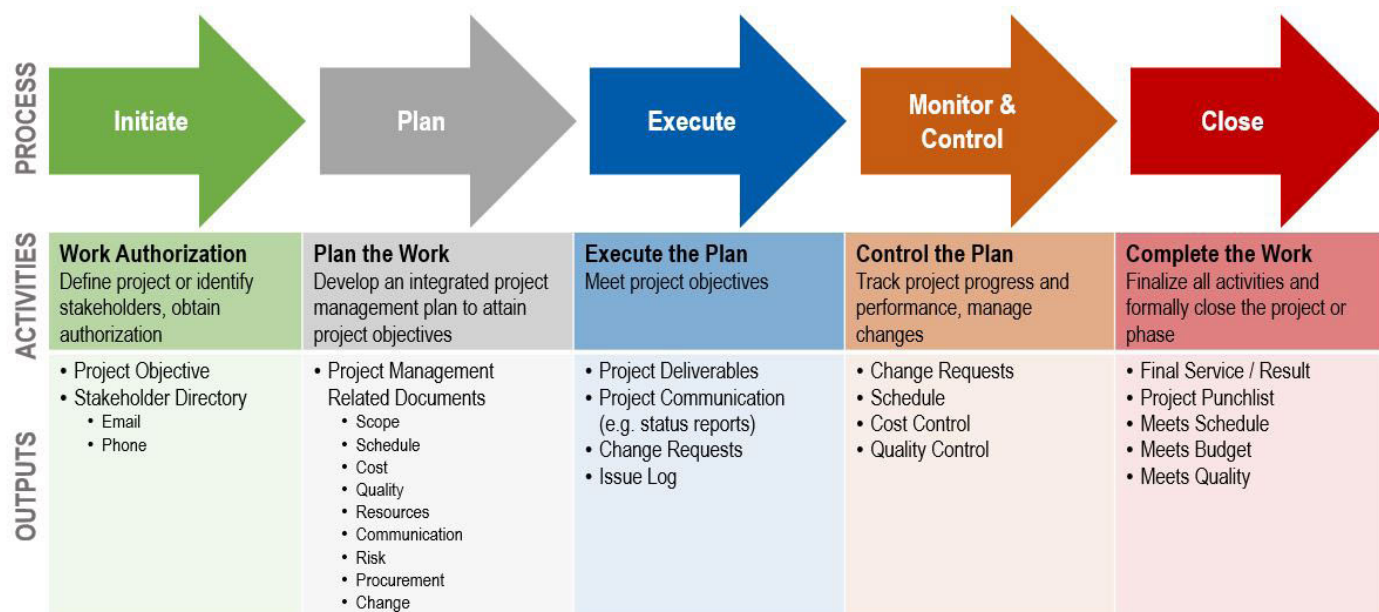 PROCESS
Initiate
Plan
Execute
Monitor &
Control
Close
ACTIVITIES
Work Authorization
Define project or identify
stakeholders, obtain
authorization
Plan the Work
Develop an integrated project
management plan to attain
project objectives
Execute the Plan
Meet project objectives
Control the Plan
Track project progress and
performance, manage
changes
Complete the Work
Finalize all activities and
formally close the project or
phase
OUTPUTS
• Project Objective
• Stakeholder Directory
• Email
• Phone
• Project Management
Related Documents
• Scope
• Schedule
• Cost
• Quality
• Resources
• Communication
• Risk
• Procurement
• Change
• Project Deliverables
• Project Communication
(e.g. status reports)
• Change Requests
• Issue Log
• Change Requests
• Schedule
• Cost Control
• Quality Control
• Final Service / Result
• Project Punchlist
• Meets Schedule
• Meets Budget
• Meets Quality